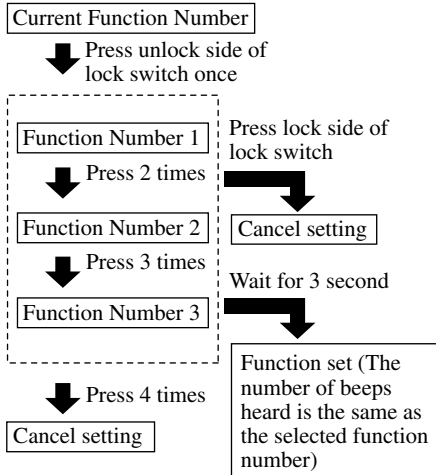 Current Function Number
Press unlock side of
lock switch once
Function Number 1
Press 2 times
Press lock side of
lock switch
Function Number 2
Cancel setting
Press 3 times
Function Number 3
Wait for 3 second
Function set (The
number of beeps
heard is the same as
the selected function
number)
Press 4 times
Cancel setting